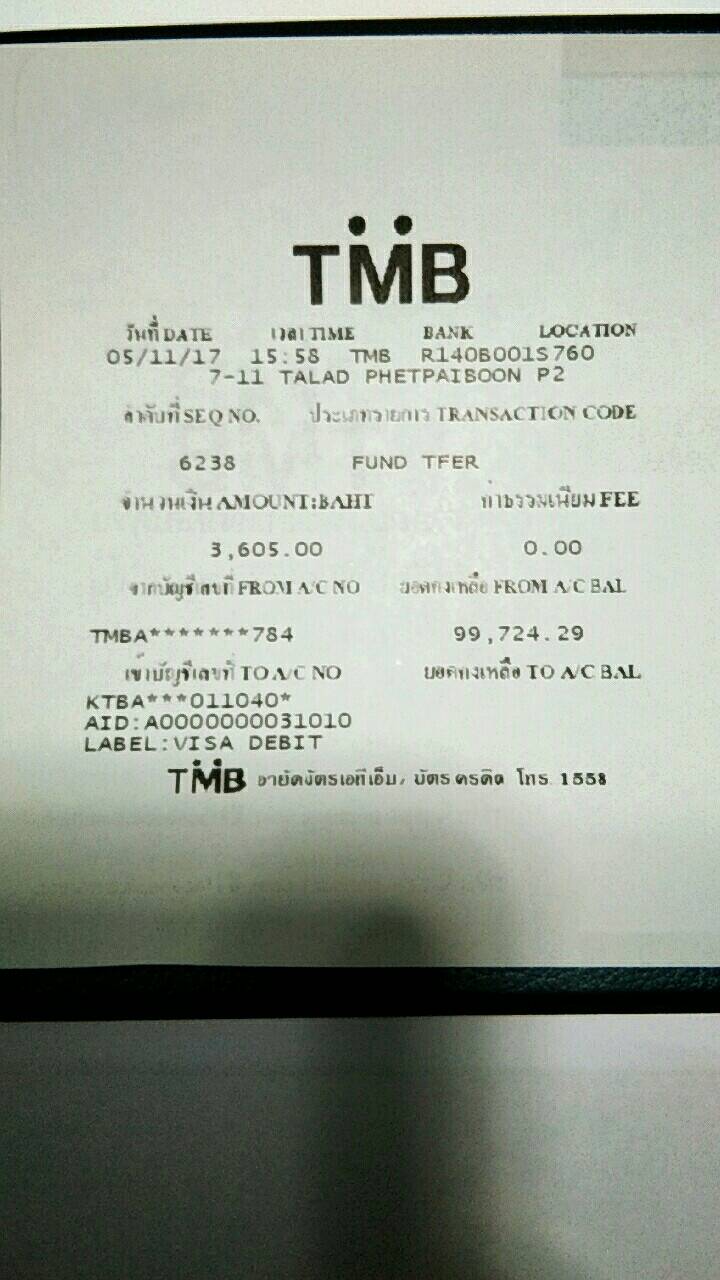 TMB
วันที่ DATE เวลา TIME BANK LOCATION
05/11/17 15:58 TMB R140B001S760
7-11 TALAD PHETPAIBOON P2
ลำดับที่ SEQ NO. ประเภทรายการ TRANSACTION CODE
6238 FUND TFER
จำนวนเงิน AMOUNT:BAHT ค่าธรรมเนียม FEE
3,605.00 0.00
จากบัญชีเลขที่ FROM A/C NO ยอดคงเหลือ FROM A/C BAL
TMBA*******784 99,724.29
เข้าบัญชีเลขที่ TO A/C NO ยอดคงเหลือ TO A/C BAL
KTBA***011040*
AID:A0000000031010
LABEL:VISA DEBIT
TMB อายัดบัตรเอทีเอ็ม, บัตรเครดิต โทร. 1558